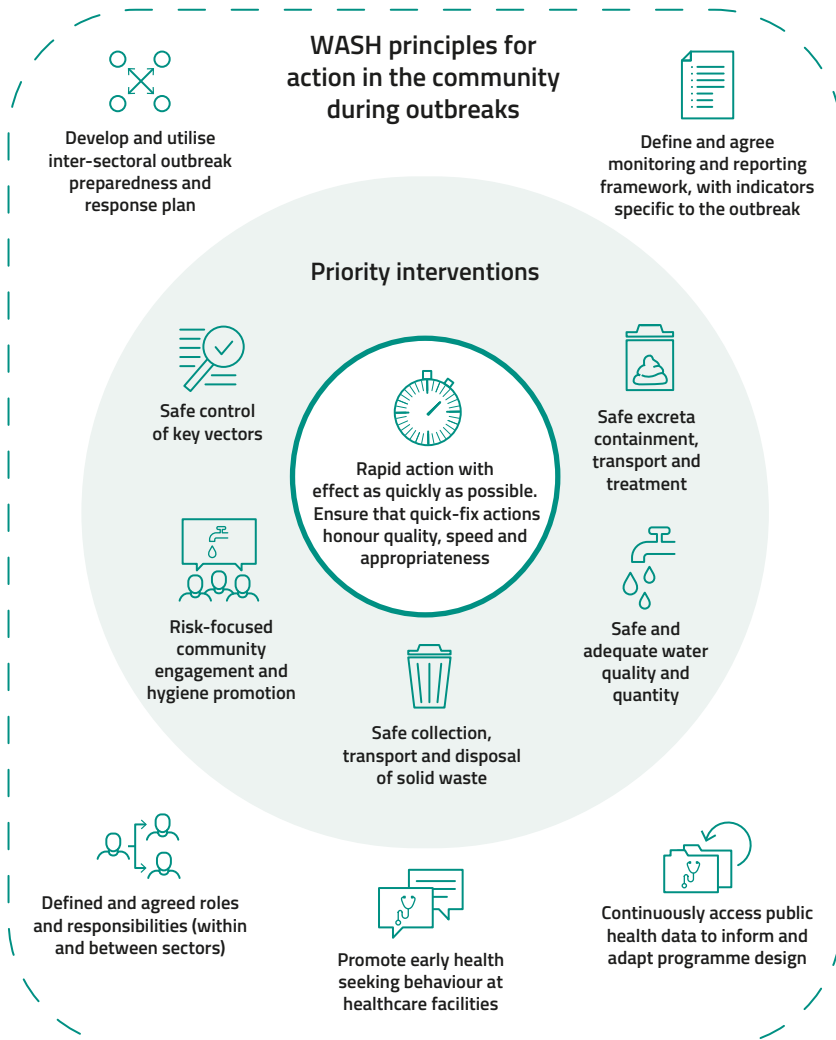 WASH principles for
action in the community
during outbreaks
Develop and utilise
inter-sectoral outbreak
preparedness and
response plan
Define and agree
monitoring and reporting
framework, with indicators
specific to the outbreak
Priority interventions
Safe control
of key vectors
Rapid action with
effect as quickly as possible.
Ensure that quick-fix actions
honour quality, speed and
appropriateness
Safe excreta
containment,
transport and
treatment
Risk-focused
community
engagement and
hygiene promotion
Safe collection,
transport and disposal
of solid waste
Safe and
adequate water
quality and
quantity
Defined and agreed roles
and responsibilities (within
and between sectors)
Promote early health
seeking behaviour at
healthcare facilities
Continuously access public
health data to inform and
adapt programme design